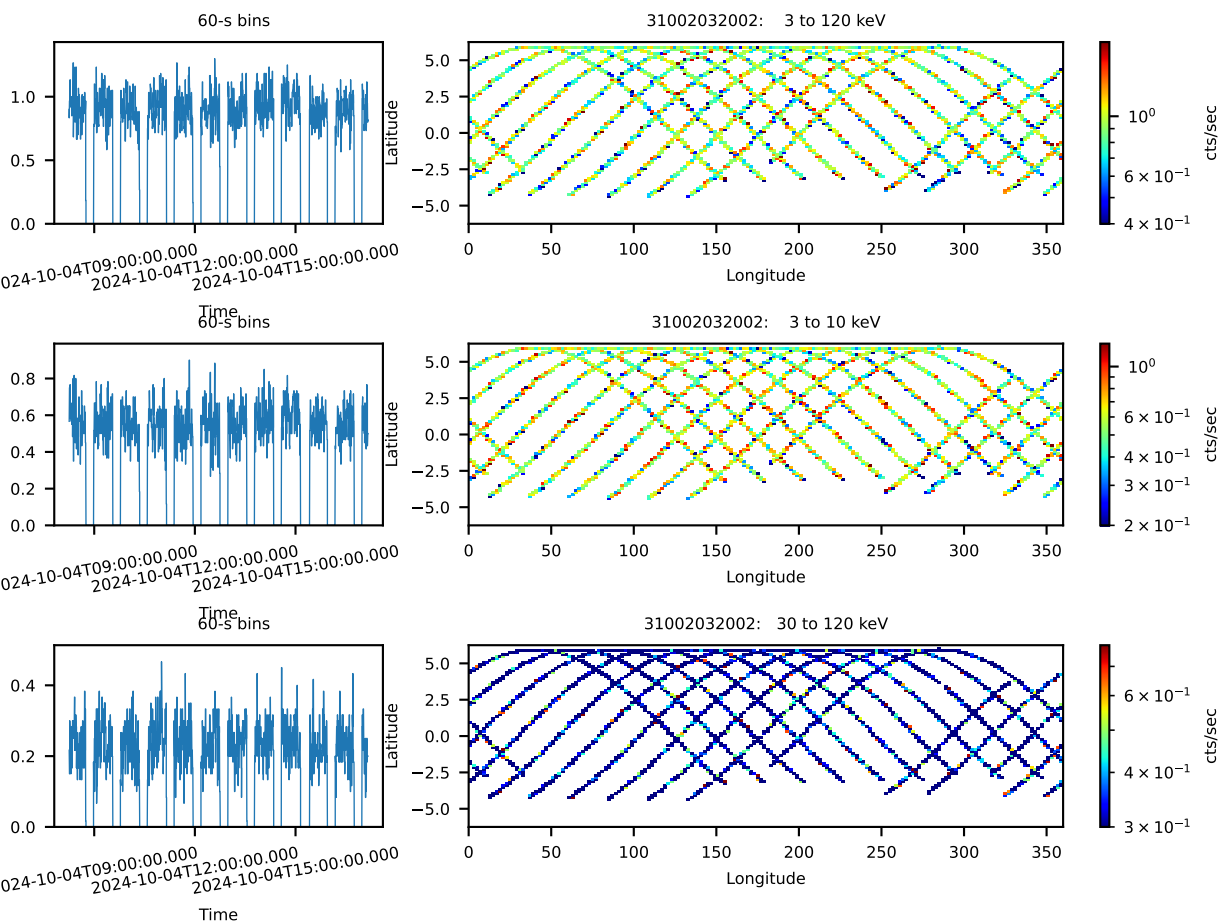 60-s bins
31002032002: 3 to 120 keV
1.0
0.5
0.0
024-10-04T09:00:00.000
2024-10-04T12:00:00.000
2024-10-04T15:00:00.000
Time
Latitude
5.0
2.5
0.0
−2.5
−5.0
0 50 100 150 200 250 300 350
Longitude
10⁰
6 × 10⁻¹
4 × 10⁻¹
cts/sec
60-s bins
31002032002: 3 to 10 keV
0.8
0.6
0.4
0.2
0.0
024-10-04T09:00:00.000
2024-10-04T12:00:00.000
2024-10-04T15:00:00.000
Time
Latitude
5.0
2.5
0.0
−2.5
−5.0
0 50 100 150 200 250 300 350
Longitude
10⁰
6 × 10⁻¹
4 × 10⁻¹
3 × 10⁻¹
2 × 10⁻¹
cts/sec
60-s bins
31002032002: 30 to 120 keV
0.4
0.2
0.0
024-10-04T09:00:00.000
2024-10-04T12:00:00.000
2024-10-04T15:00:00.000
Time
Latitude
5.0
2.5
0.0
−2.5
−5.0
0 50 100 150 200 250 300 350
Longitude
6 × 10⁻¹
4 × 10⁻¹
3 × 10⁻¹
cts/sec